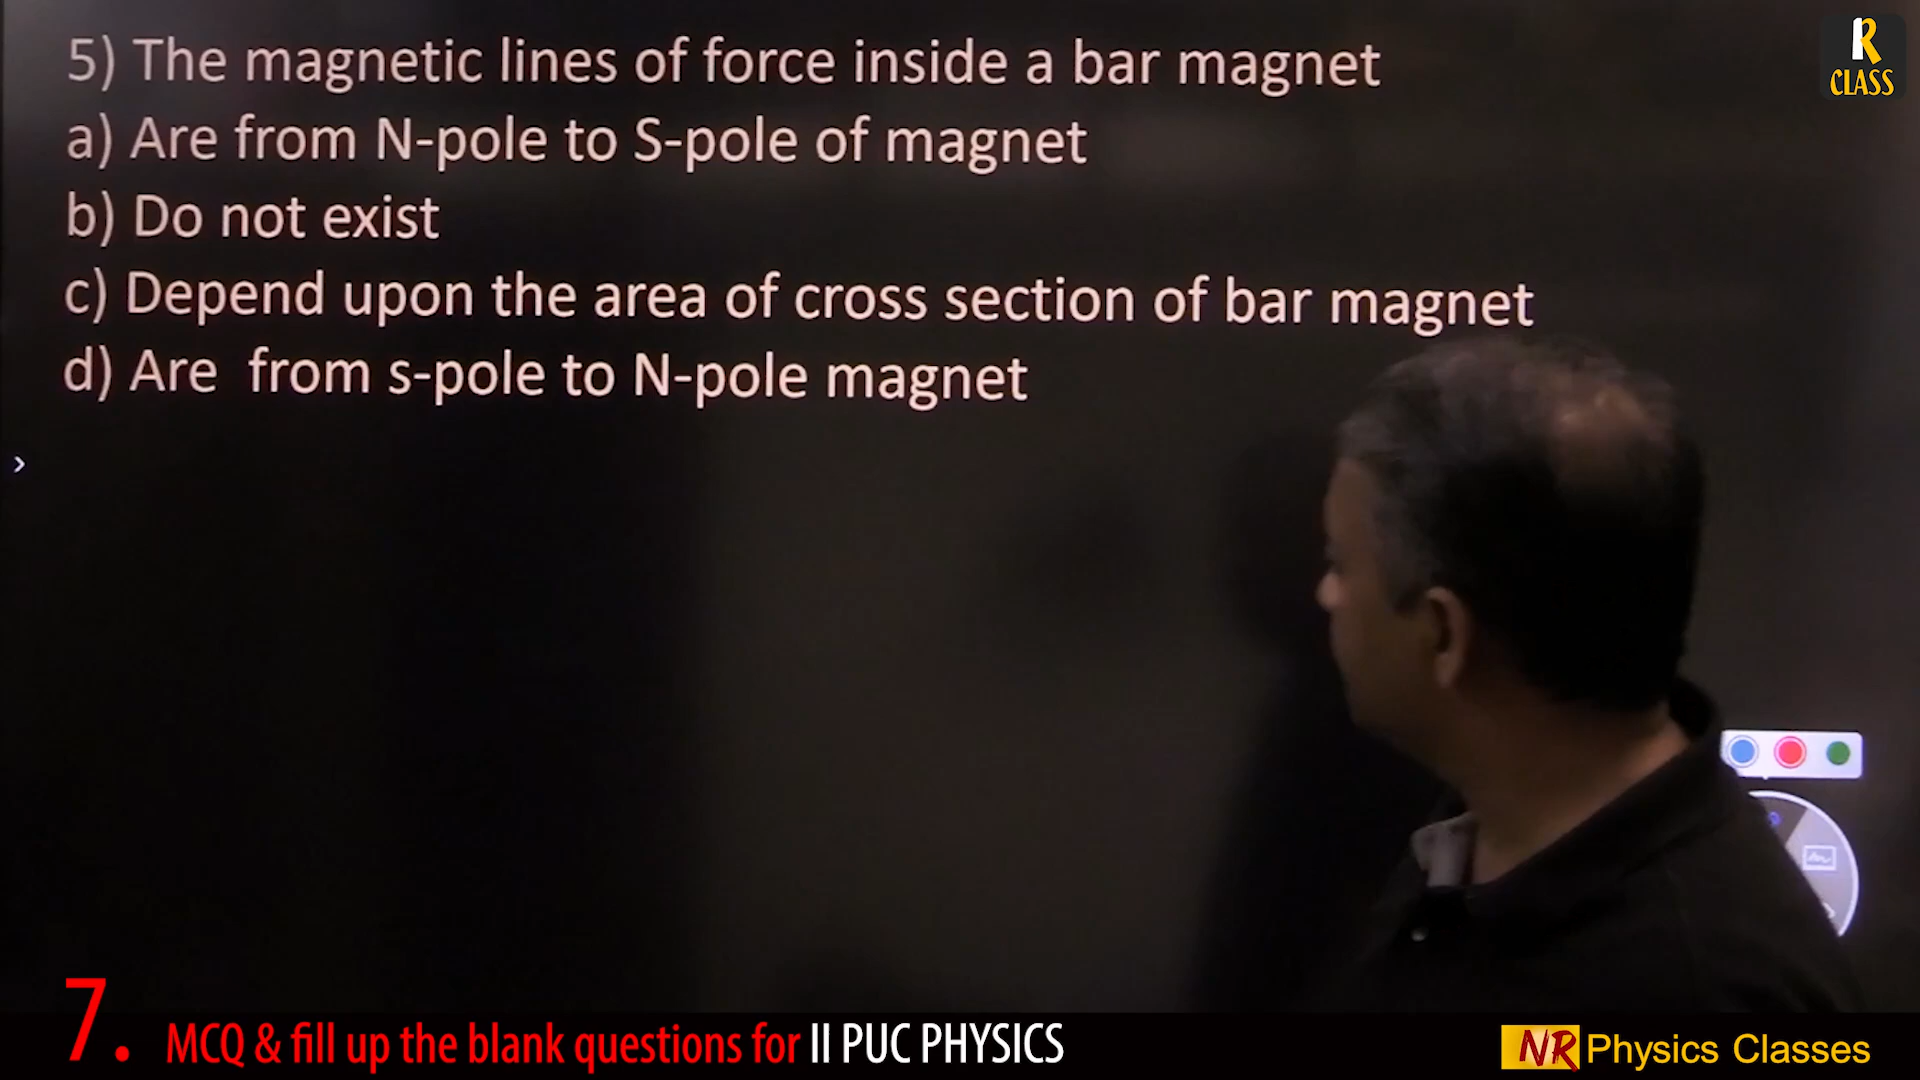 R
CLASS
5) The magnetic lines of force inside a bar magnet
a) Are from N-pole to S-pole of magnet
b) Do not exist
c) Depend upon the area of cross section of bar magnet
d) Are from s-pole to N-pole magnet
7. MCQ & fill up the blank questions for II PUC PHYSICS
NR Physics Classes